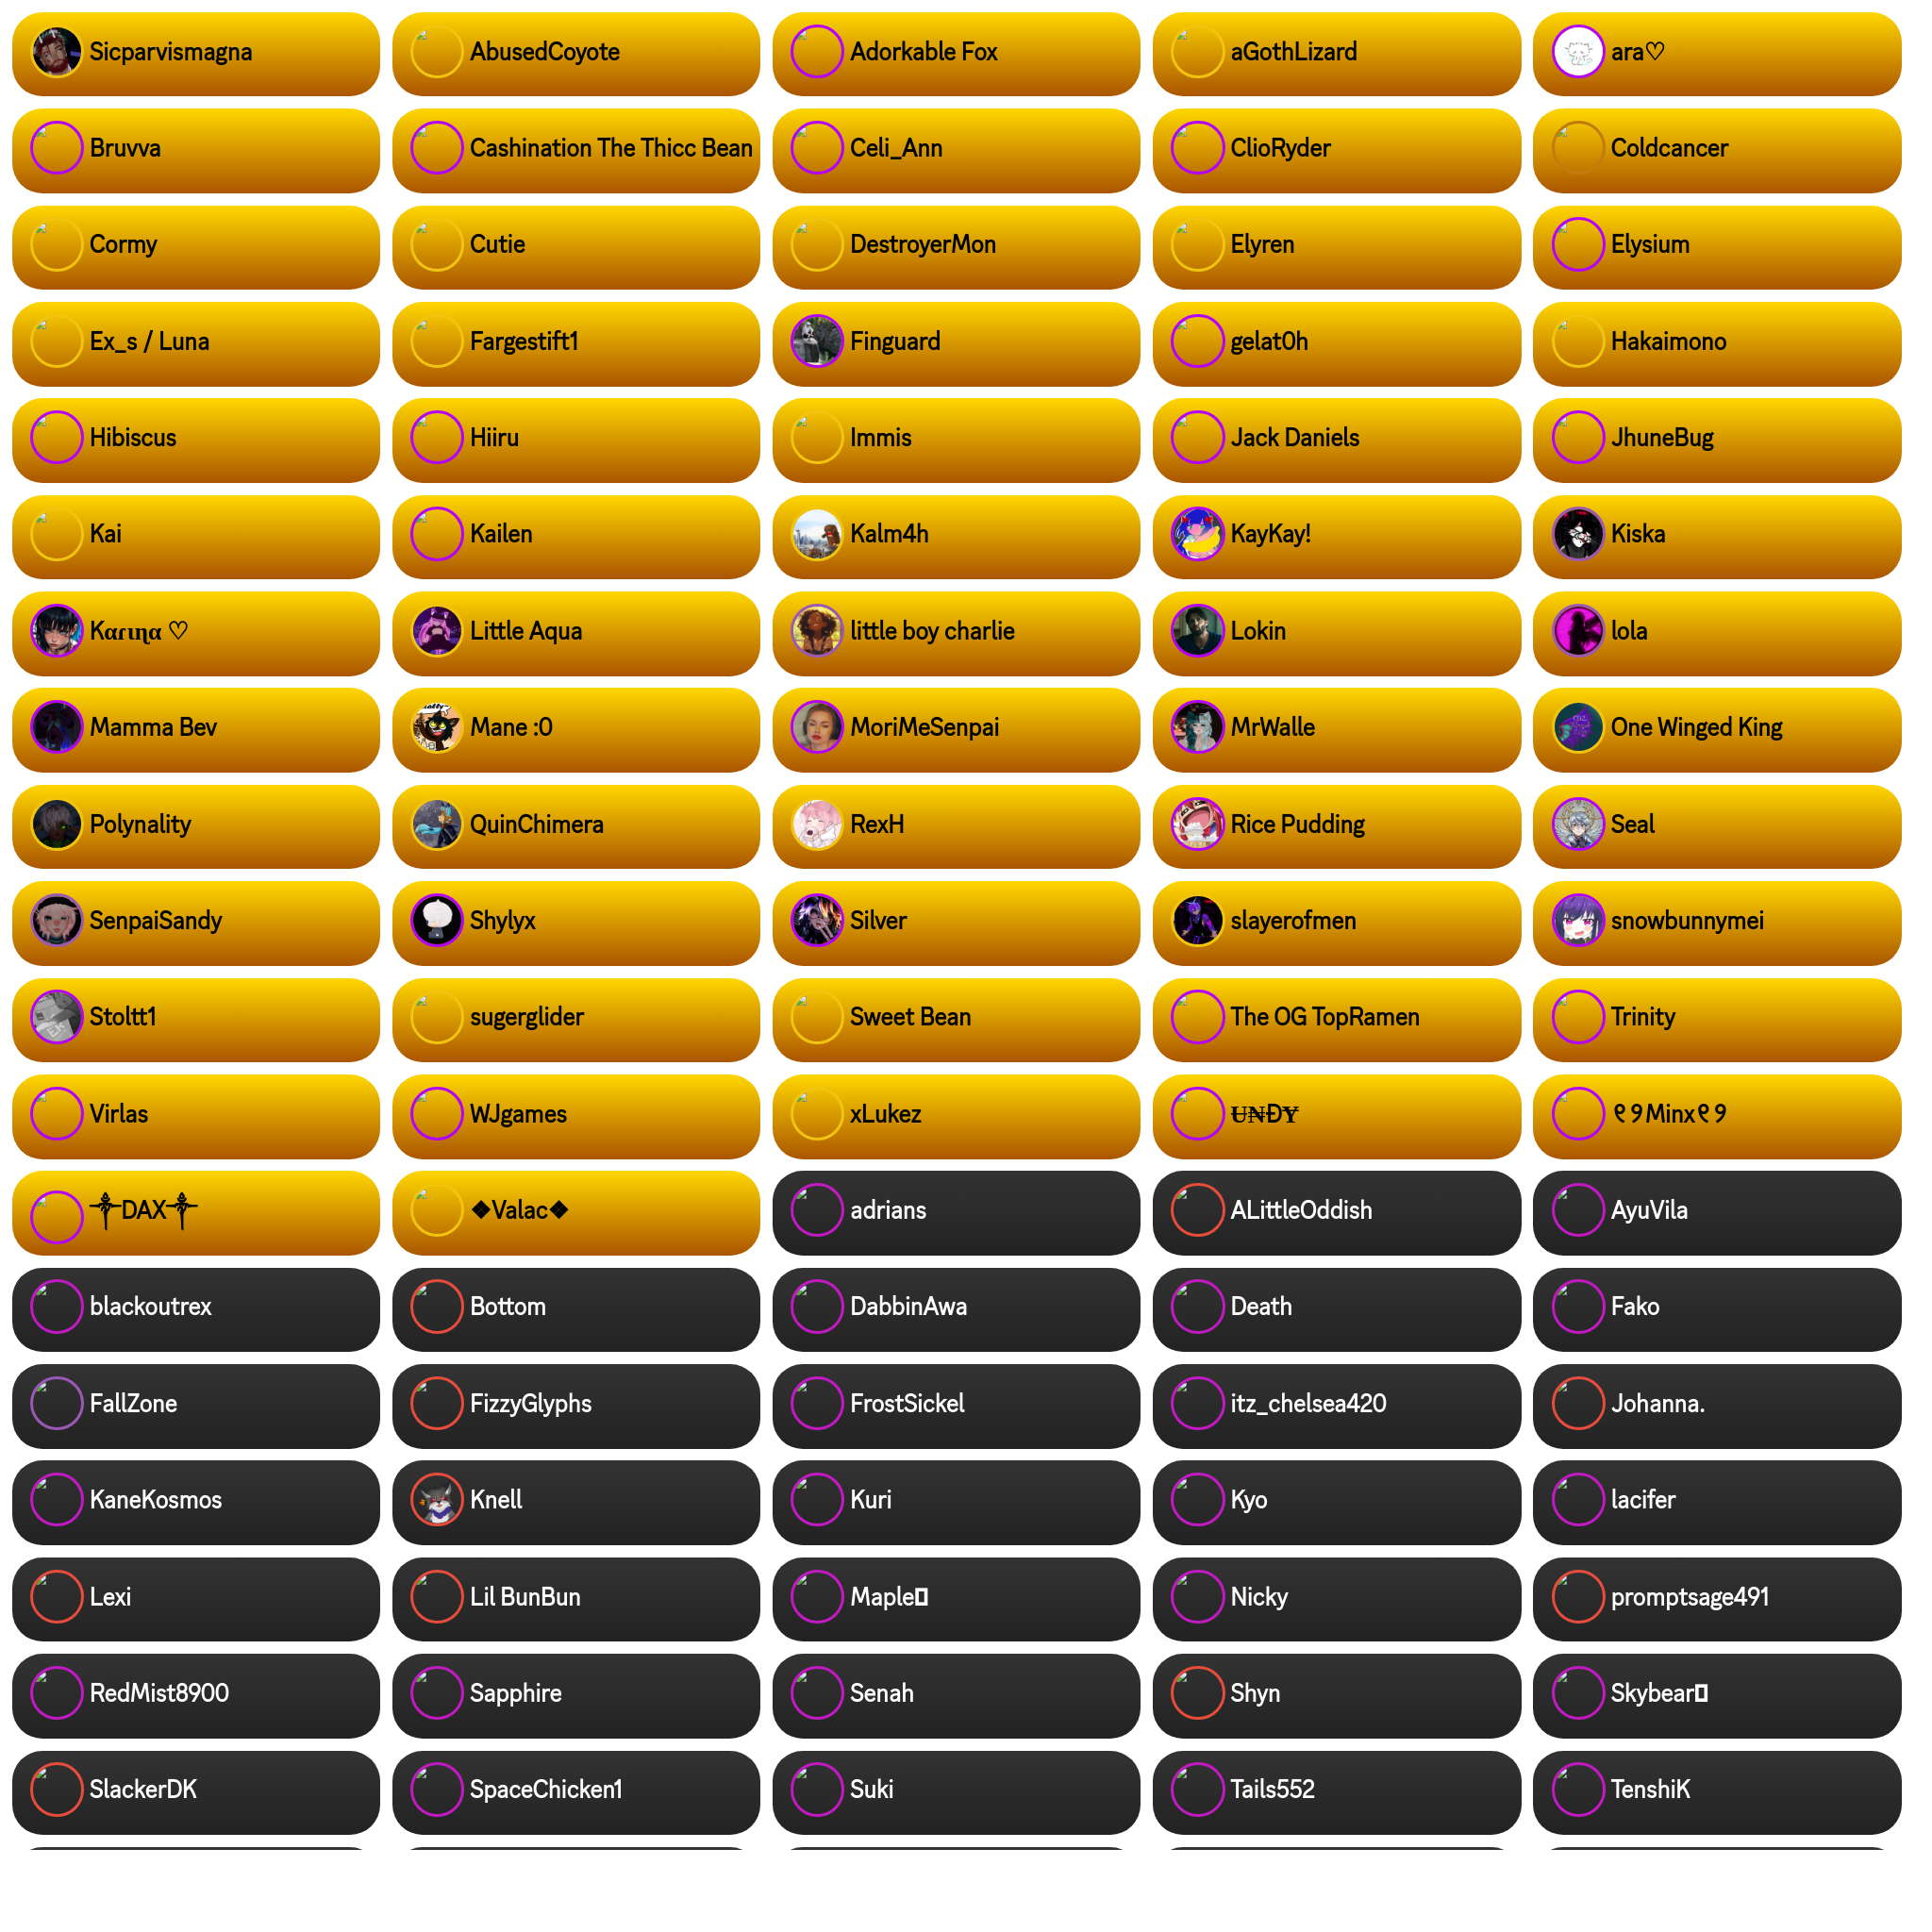 Sicparvismagna
AbusedCoyote
Adorkable Fox
aGothLizard
ara♡
Bruvva
Cashination The Thicc Bean
Celi_Ann
ClioRyder
Coldcancer
Cormy
Cutie
DestroyerMon
Elyren
Elysium
Ex_s / Luna
Fargestift1
Finguard
gelat0h
Hakaimono
Hibiscus
Hiiru
Immis
Jack Daniels
JhuneBug
Kai
Kailen
Kalm4h
KayKay!
Kiska
Kαɾιɳα ♡
Little Aqua
little boy charlie
Lokin
lola
Mamma Bev
Mane :0
MoriMeSenpai
MrWalle
One Winged King
Polynality
QuinChimera
RexH
Rice Pudding
Seal
SenpaiSandy
Shylyx
Silver
slayerofmen
snowbunnymei
Stoltt1
sugerglider
Sweet Bean
The OG TopRamen
Trinity
Virlas
WJgames
xLukez
U̶₦ĐɎ
୧୨Minx୧୨
⸸DAX⸸
❖Valac❖
adrians
ALittleOddish
AyuVila
blackoutrex
Bottom
DabbinAwa
Death
Fako
FallZone
FizzyGlyphs
FrostSickel
itz_chelsea420
Johanna.
KaneKosmos
Knell
Kuri
Kyo
lacifer
Lexi
Lil BunBun
Maple
Nicky
promptsage491
RedMist8900
Sapphire
Senah
Shyn
Skybear
SlackerDK
SpaceChicken1
Suki
Tails552
TenshiK